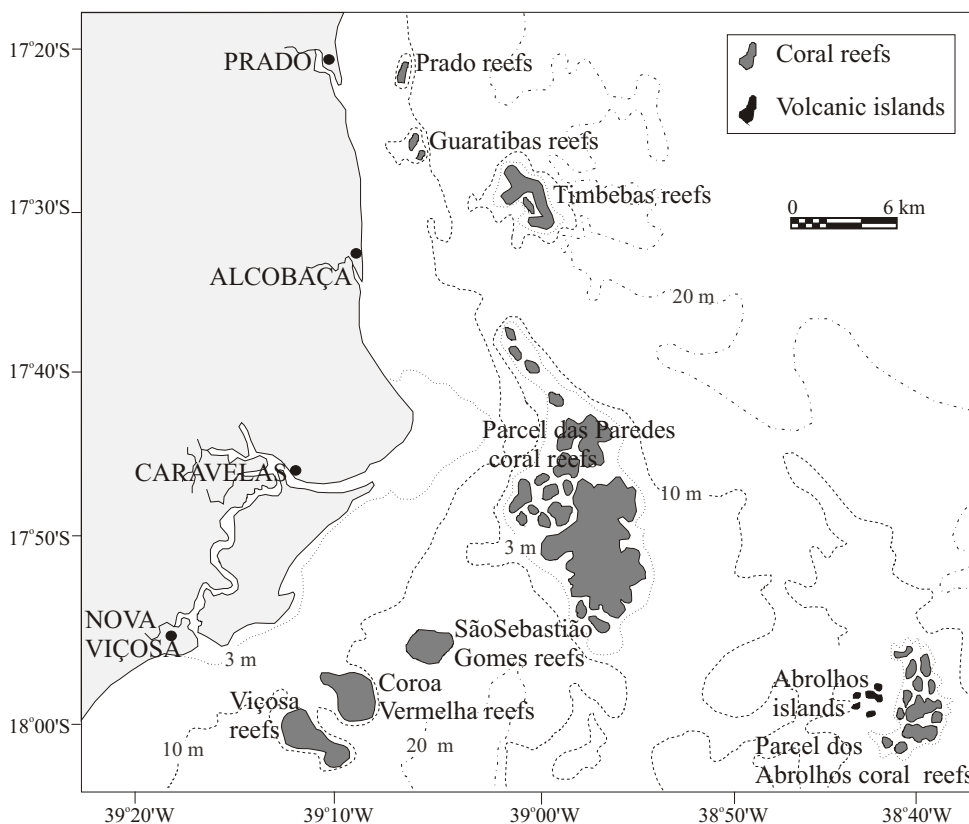 17°20'S
PRADO
Prado reefs
Coral reefs
Volcanic islands
Guaratibas reefs
Timbebas reefs
17°30'S
0 6 km
ALCOBAÇA
20 m
17°40'S
Parcel das Paredes
coral reefs
CARAVELAS
10 m
17°50'S
3 m
NOVA
VIÇOSA
3 m
SãoSebastião
Gomes reefs
Coroa
Vermelha reefs
Viçosa
reefs
Abrolhos
islands
18°00'S
10 m
20 m
Parcel dos
Abrolhos coral reefs
39°20'W 39°10'W 39°00'W 38°50'W 38°40'W